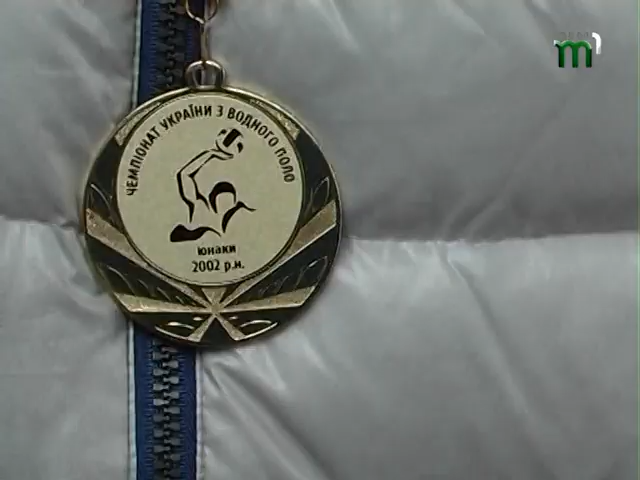 ЧЕМПІОНАТ УКРАЇНИ З ВОДНОГО ПОЛО
юнаки
2002 р.н.